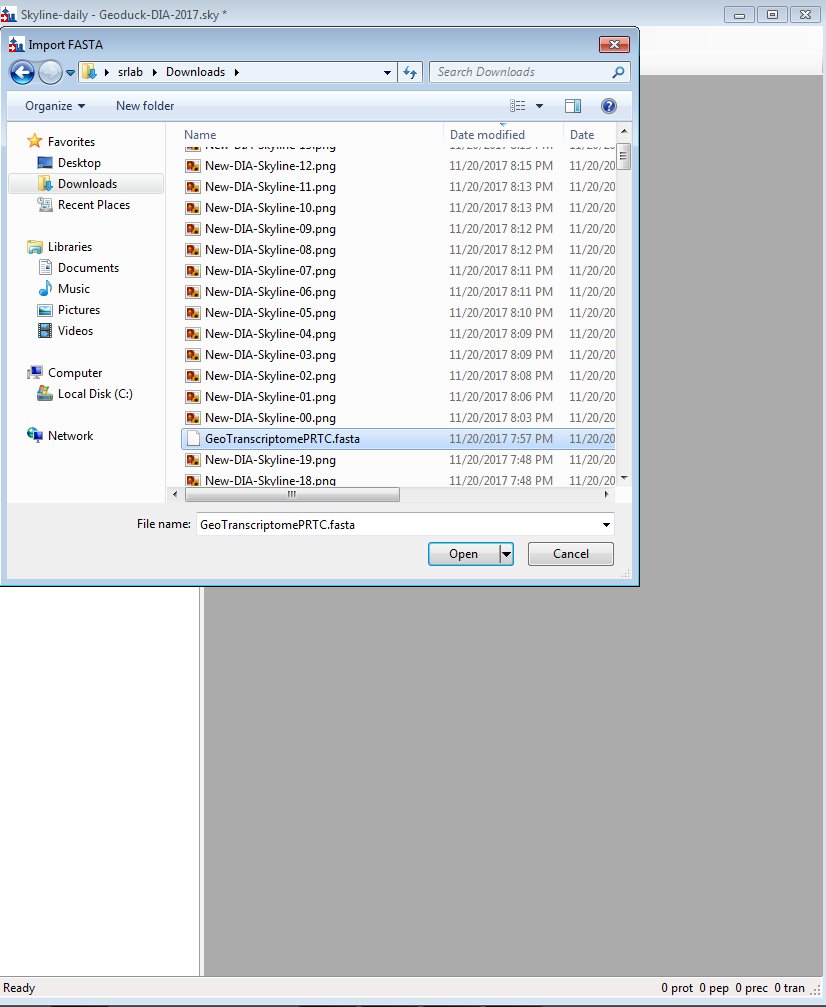 Skyline-daily - Geoduck-DIA-2017.sky *
Import FASTA
srlab Downloads
Search Downloads
Organize New folder
Favorites
Desktop
Downloads
Recent Places
Libraries
Documents
Music
Pictures
Videos
Computer
Local Disk (C:)
Network
Name Date modified Date
New-DIA-Skyline-13.png 11/20/2017 8:15 PM 11/20/20
New-DIA-Skyline-12.png 11/20/2017 8:15 PM 11/20/20
New-DIA-Skyline-11.png 11/20/2017 8:13 PM 11/20/20
New-DIA-Skyline-10.png 11/20/2017 8:13 PM 11/20/20
New-DIA-Skyline-09.png 11/20/2017 8:12 PM 11/20/20
New-DIA-Skyline-08.png 11/20/2017 8:12 PM 11/20/20
New-DIA-Skyline-07.png 11/20/2017 8:11 PM 11/20/20
New-DIA-Skyline-06.png 11/20/2017 8:11 PM 11/20/20
New-DIA-Skyline-05.png 11/20/2017 8:10 PM 11/20/20
New-DIA-Skyline-04.png 11/20/2017 8:09 PM 11/20/20
New-DIA-Skyline-03.png 11/20/2017 8:09 PM 11/20/20
New-DIA-Skyline-02.png 11/20/2017 8:08 PM 11/20/20
New-DIA-Skyline-01.png 11/20/2017 8:06 PM 11/20/20
New-DIA-Skyline-00.png 11/20/2017 8:03 PM 11/20/20
GeoTranscriptomePRTC.fasta 11/20/2017 7:57 PM 11/20/20
New-DIA-Skyline-19.png 11/20/2017 7:48 PM 11/20/20
New-DIA-Skyline-18.png 11/20/2017 7:48 PM 11/20/20
File name: GeoTranscriptomePRTC.fasta
Open Cancel
Ready 0 prot 0 pep 0 prec 0 tran